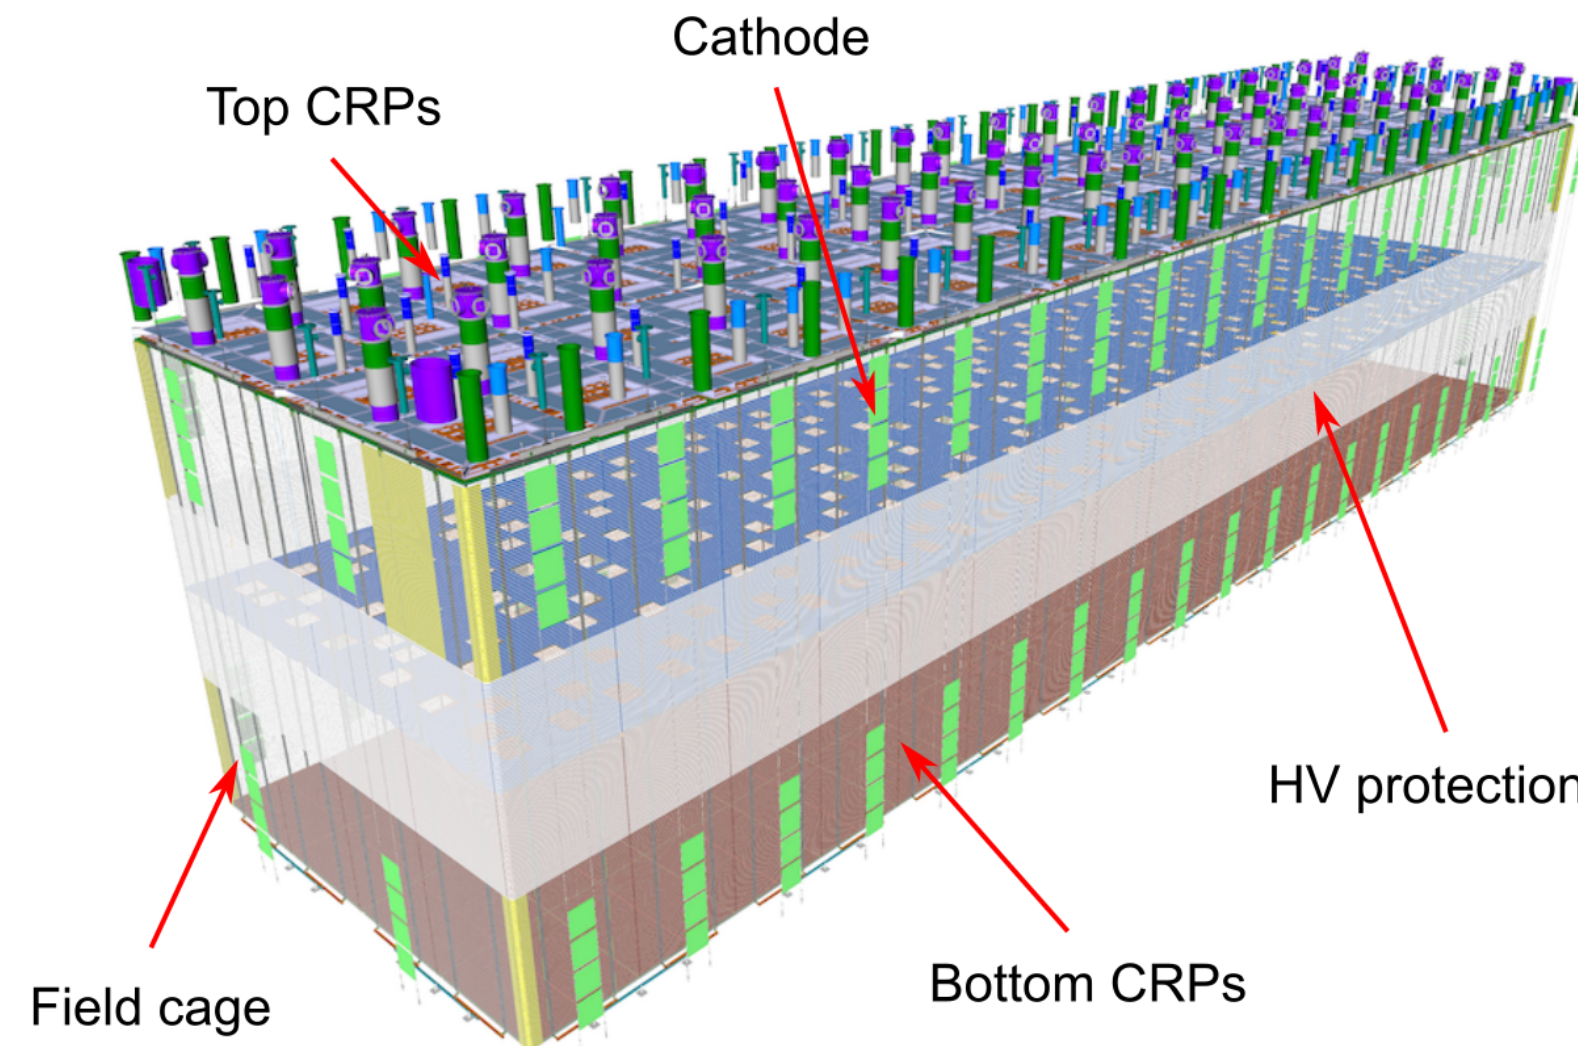 Cathode
Top CRPs
HV protection
Bottom CRPs
Field cage